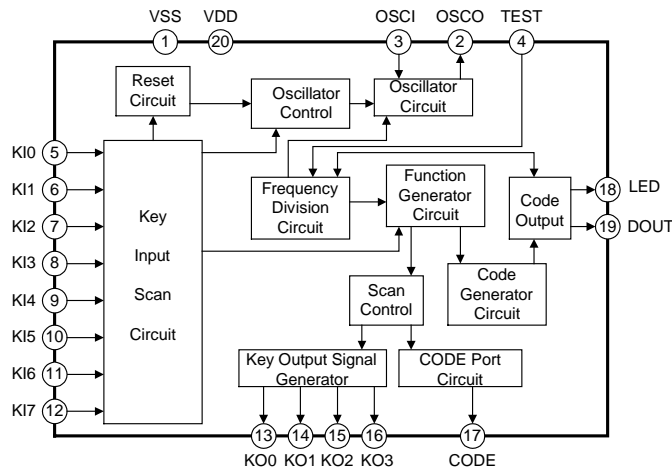 VSS VDD OSCI OSCO TEST
1 20 3 2 4
Reset
Circuit
Oscillator
Control
Oscillator
Circuit
KI0 5
KI1 6
KI2 7
KI3 8
KI4 9
KI5 10
KI6 11
KI7 12
Key
Input
Scan
Circuit
Frequency
Division
Circuit
Function
Generator
Circuit
Code
Output
18 LED
19 DOUT
Scan
Control
Code
Generator
Circuit
Key Output Signal
Generator
CODE Port
Circuit
13 14 15 16 17
KO0 KO1 KO2 KO3 CODE